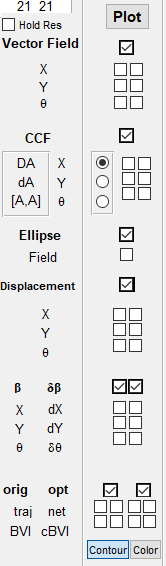 21 21
Plot
Hold Res
Vector Field
X
Y
θ
CCF
DA X
dA Y
[A,A] θ
Ellipse
Field
Displacement
X
Y
θ
β δβ
X dX
Y dY
θ δθ
orig opt
traj net
BVI cBVI
Contour Color